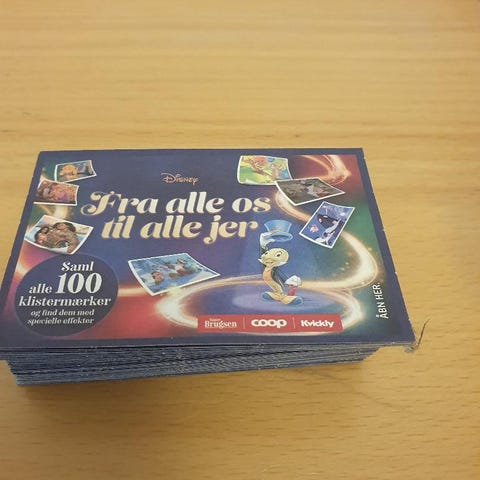 Disney
Fra alle os
til alle jer
Saml
alle 100
klistermærker
og find dem med
specielle effekter
Brugsen
coop
Kvickly
ÅBN HER